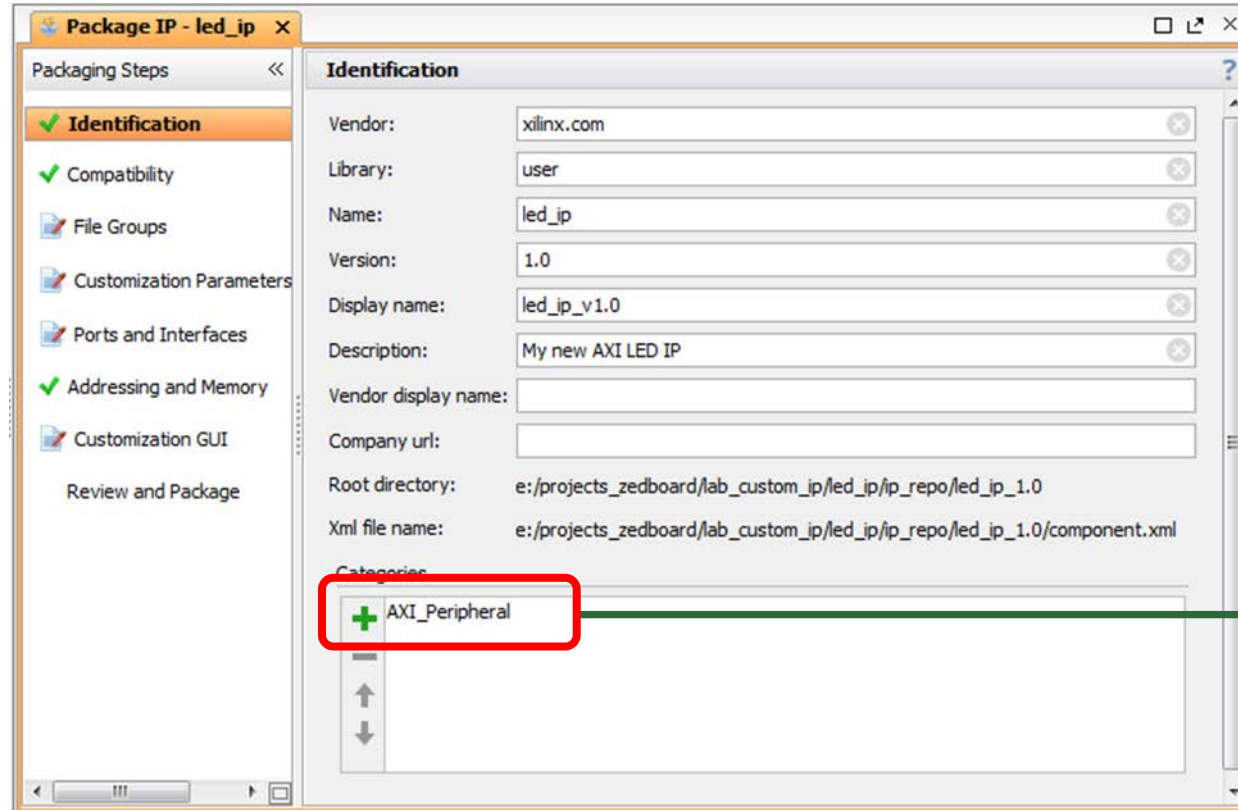 Package IP - led_ip
Packaging Steps
Identification
Compatibility
File Groups
Customization Parameters
Ports and Interfaces
Addressing and Memory
Customization GUI
Review and Package
Identification
Vendor: xilinx.com
Library: user
Name: led_ip
Version: 1.0
Display name: led_ip_v1.0
Description: My new AXI LED IP
Vendor display name:
Company url:
Root directory: e:/projects_zedboard/lab_custom_ip/led_ip/ip_repo/led_ip_1.0
Xml file name: e:/projects_zedboard/lab_custom_ip/led_ip/ip_repo/led_ip_1.0/component.xml
Categories
AXI_Peripheral